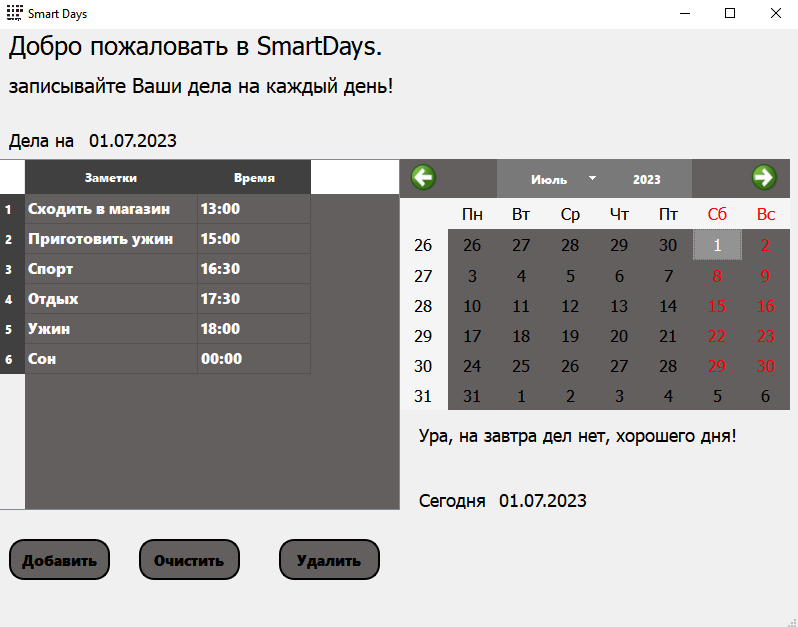 Smart Days
Добро пожаловать в SmartDays.
записывайте Ваши дела на каждый день!
Дела на 01.07.2023
Заметки Время
1 Сходить в магазин 13:00
2 Приготовить ужин 15:00
3 Спорт 16:30
4 Отдых 17:30
5 Ужин 18:00
6 Сон 00:00
Июль 2023
Пн Вт Ср Чт Пт Сб Вс
26 26 27 28 29 30 1 2
27 3 4 5 6 7 8 9
28 10 11 12 13 14 15 16
29 17 18 19 20 21 22 23
30 24 25 26 27 28 29 30
31 31 1 2 3 4 5 6
Ура, на завтра дел нет, хорошего дня!
Сегодня 01.07.2023
Добавить Очистить Удалить